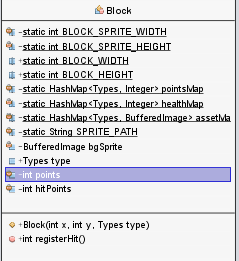 Block
-static int BLOCK_SPRITE_WIDTH
-static int BLOCK_SPRITE_HEIGHT
+static int BLOCK_WIDTH
+static int BLOCK_HEIGHT
-static HashMap<Types, Integer> pointsMap
-static HashMap<Types, Integer> healthMap
-static HashMap<Types, BufferedImage> assetMa
-static String SPRITE_PATH
-BufferedImage bgSprite
+Types type
-int points
-int hitPoints
+Block(int x, int y, Types type)
+int registerHit()